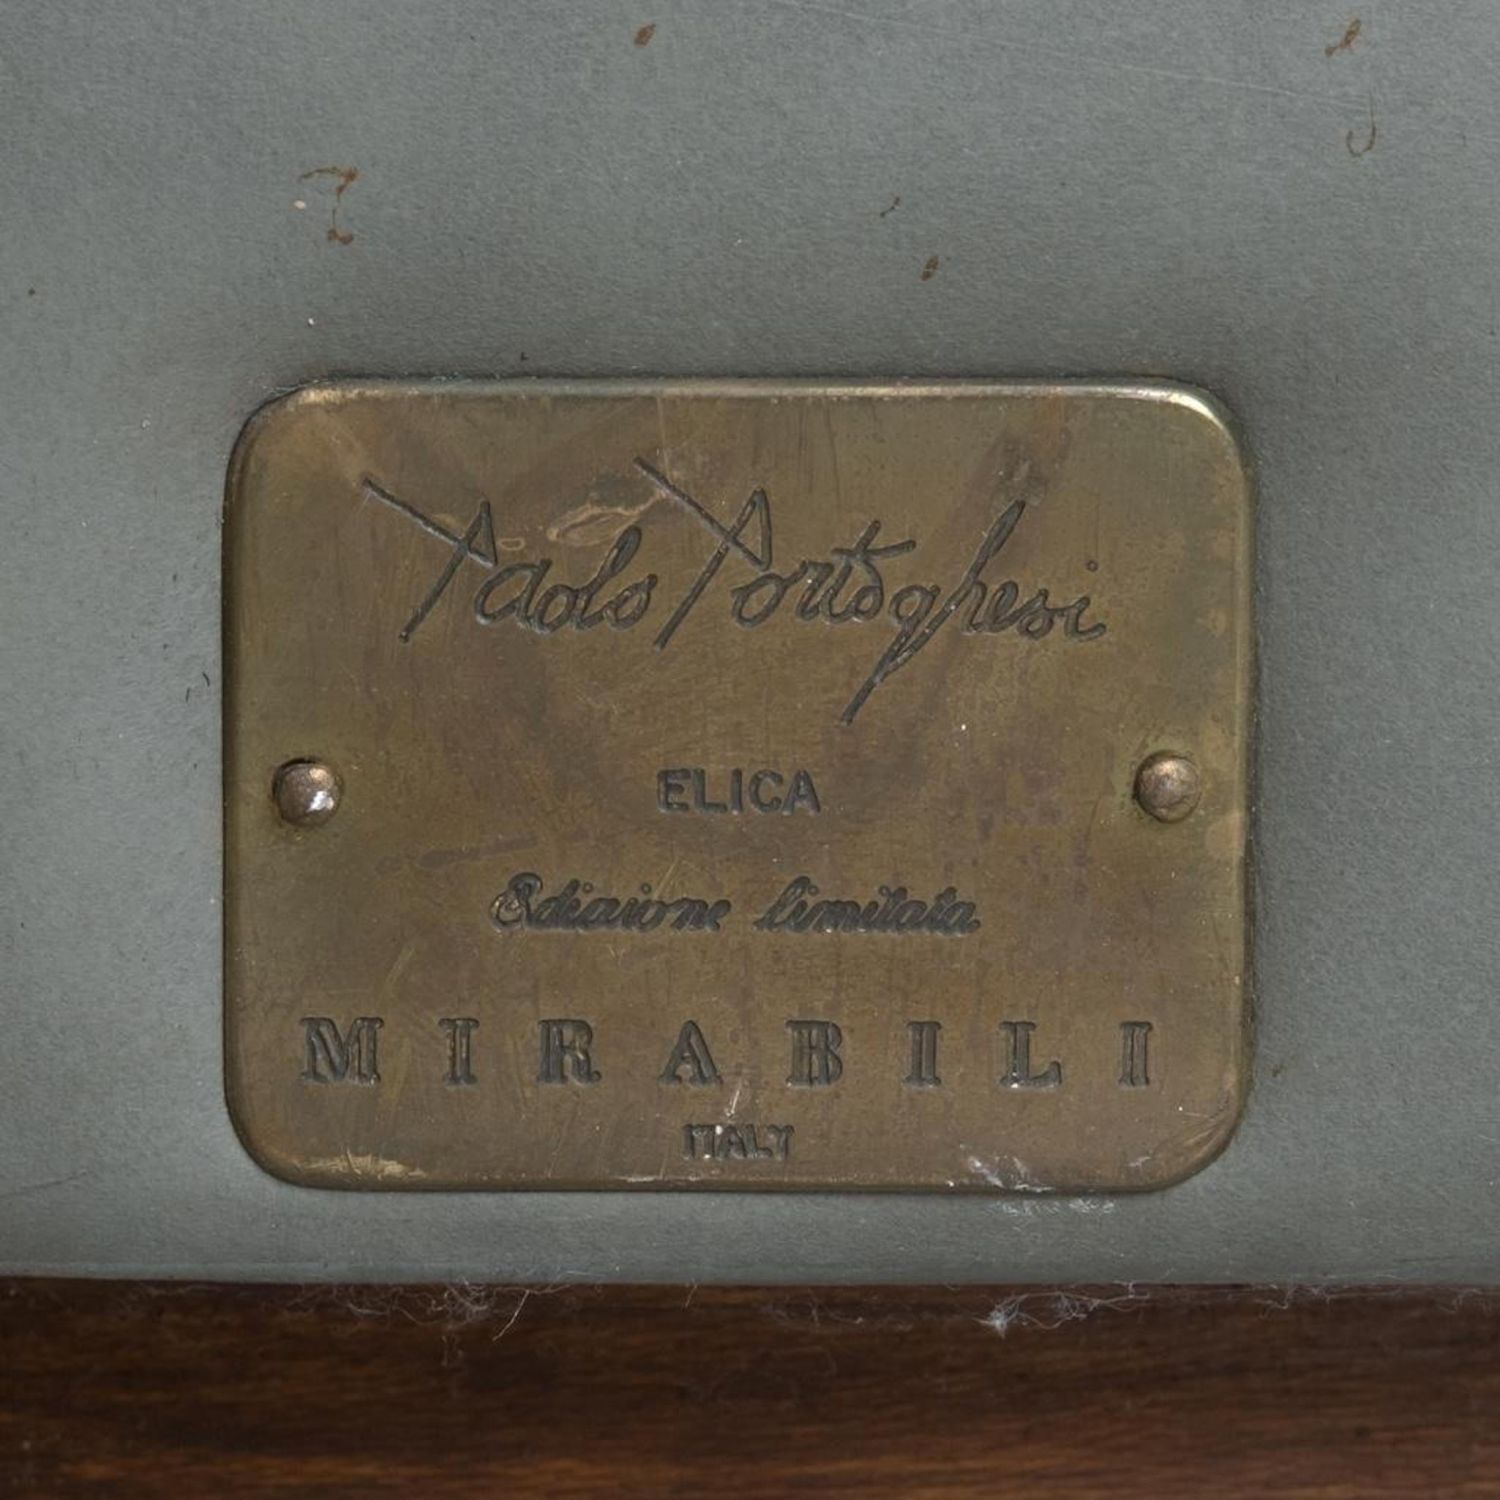 Paolo Portoghesi
ELICA
Edizione limitata
MIRABILI
ITALY